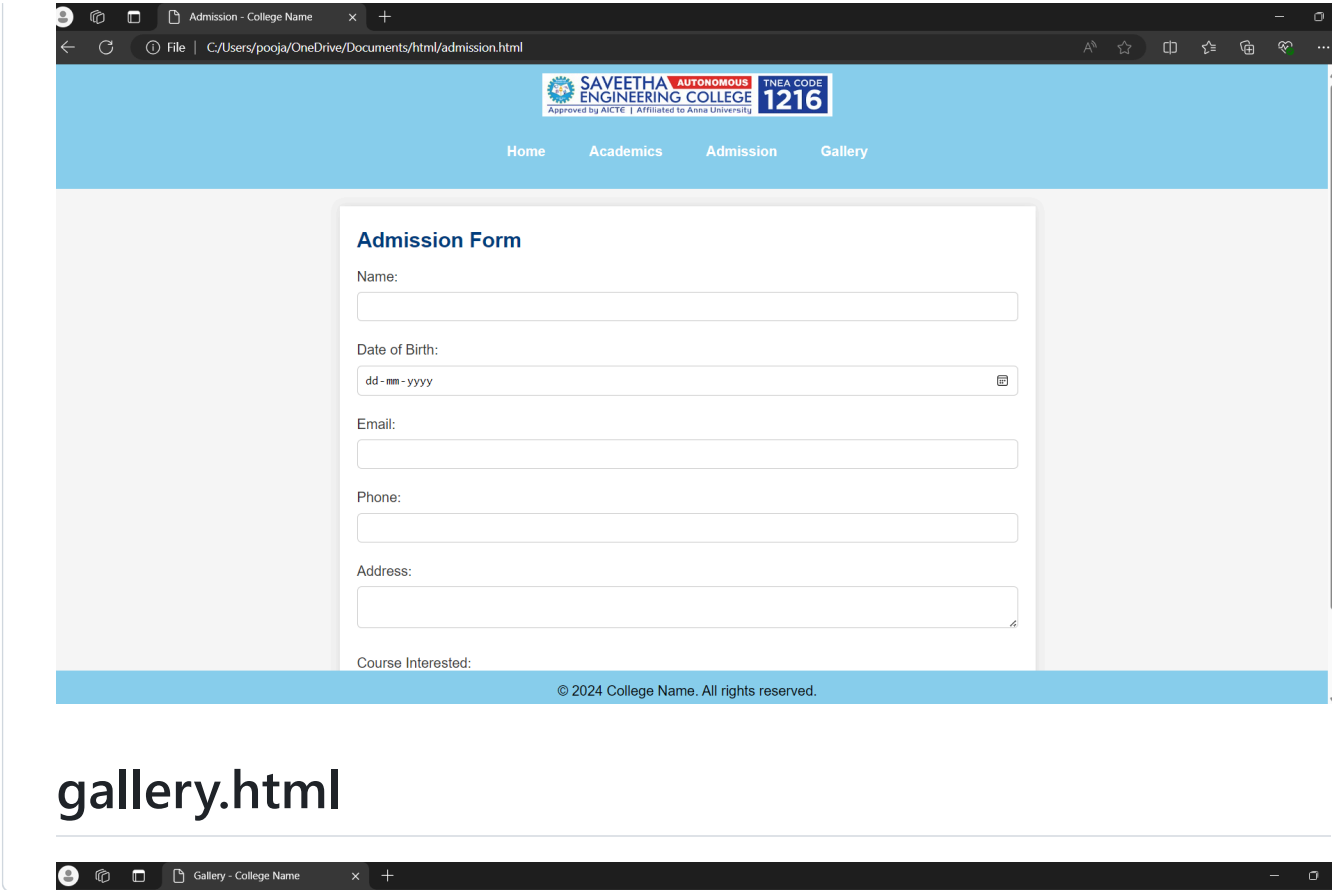 Admission - College Name
File | C:/Users/pooja/OneDrive/Documents/html/admission.html
SAVEETHA AUTONOMOUS
ENGINEERING COLLEGE
Approved by AICTE | Affiliated to Anna University
TNEA CODE
1216
Home Academics Admission Gallery
Admission Form
Name:
Date of Birth:
dd-mm-yyyy
Email:
Phone:
Address:
Course Interested:
© 2024 College Name. All rights reserved.
gallery.html
Gallery - College Name